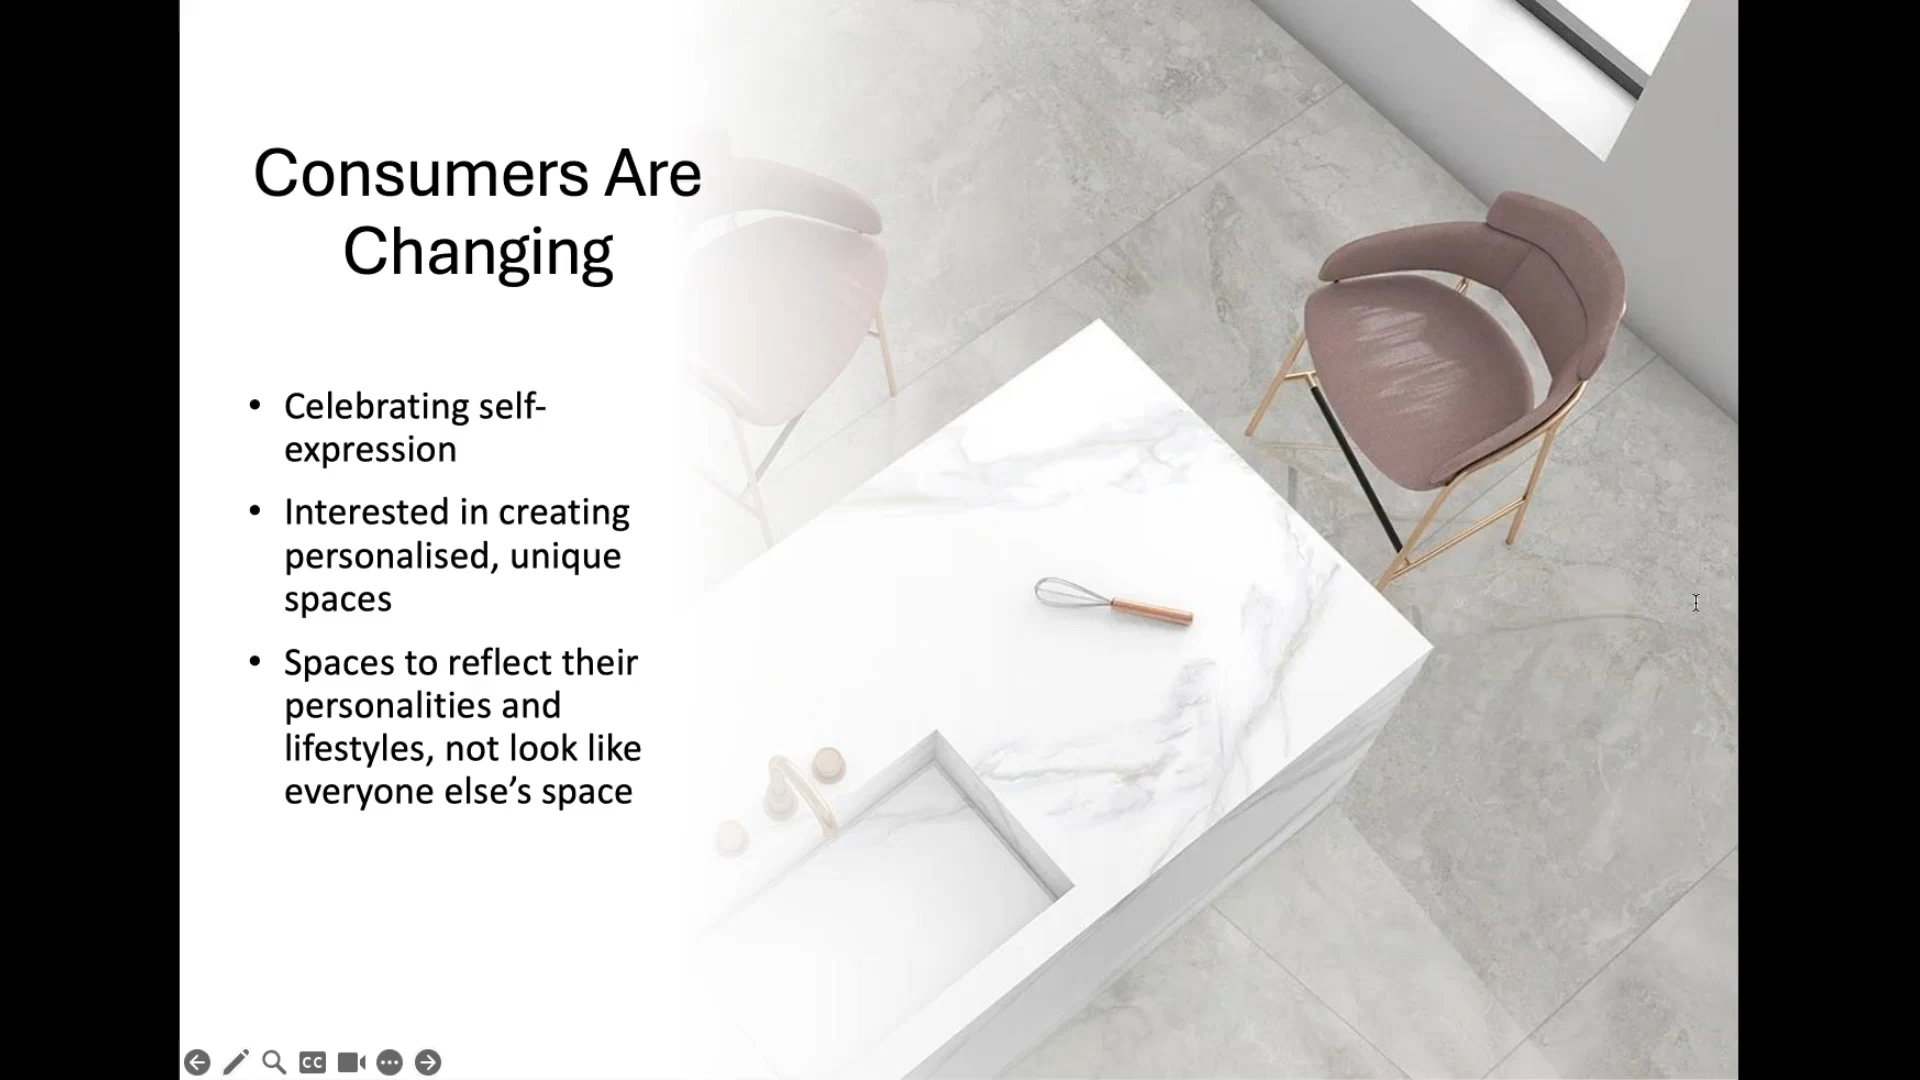 Consumers Are
Changing
• Celebrating self-
expression
• Interested in creating
personalised, unique
spaces
• Spaces to reflect their
personalities and
lifestyles, not look like
everyone else’s space
CC